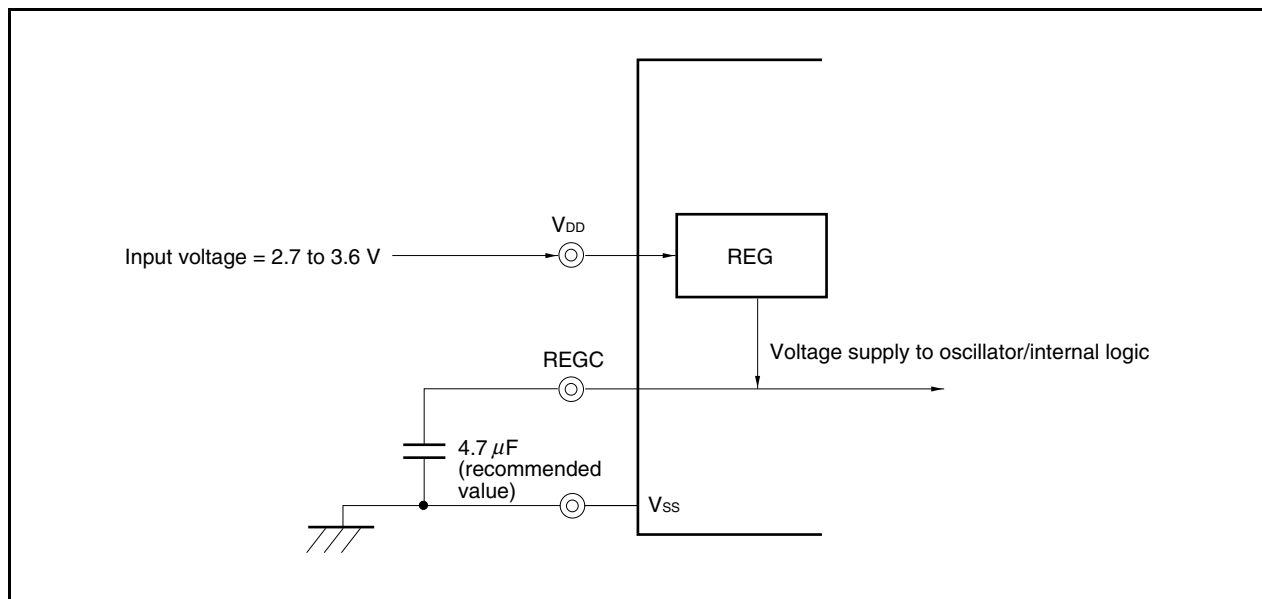 VDD
Input voltage = 2.7 to 3.6 V
REG
Voltage supply to oscillator/internal logic
REGC
4.7 μF
(recommended
value)
VSS